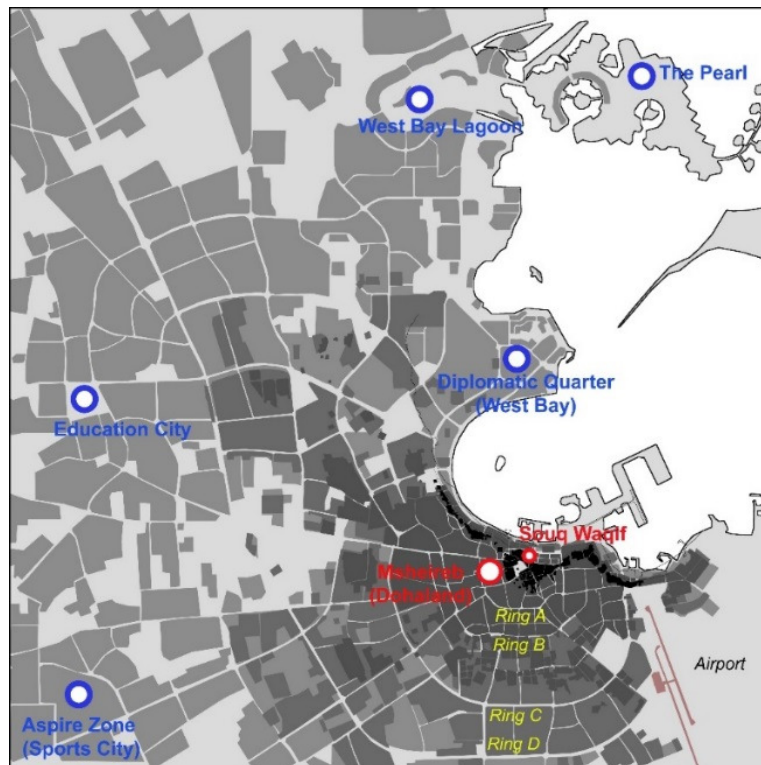 The Pearl
West Bay Lagoon
Diplomatic Quarter
(West Bay)
Education City
Souq Waqif
Msheireb
(Dohaland)
Ring A
Ring B
Airport
Aspire Zone
(Sports City)
Ring C
Ring D